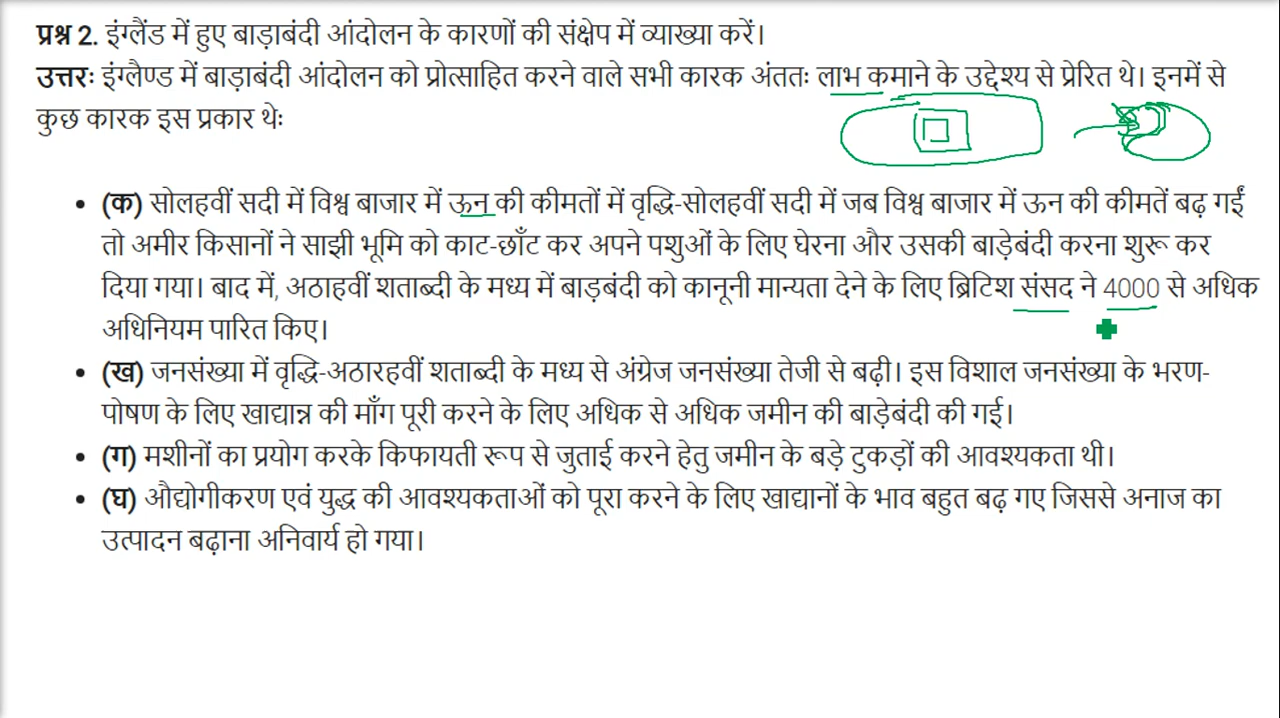 प्रश्न 2. इंग्लैंड में हुए बाड़ाबंदी आंदोलन के कारणों की संक्षेप में व्याख्या करें।
उत्तरः इंग्लैण्ड में बाड़ाबंदी आंदोलन को प्रोत्साहित करने वाले सभी कारक अंततः लाभ कमाने के उद्देश्य से प्रेरित थे। इनमें से
कुछ कारक इस प्रकार थेः
• (क) सोलहवीं सदी में विश्व बाजार में ऊन की कीमतों में वृद्धि-सोलहवीं सदी में जब विश्व बाजार में ऊन की कीमतें बढ़ गईं
तो अमीर किसानों ने साझी भूमि को काट-छाँट कर अपने पशुओं के लिए घेरना और उसकी बाड़ेबंदी करना शुरू कर
दिया गया। बाद में, अठाहवीं शताब्दी के मध्य में बाड़बंदी को कानूनी मान्यता देने के लिए ब्रिटिश संसद ने 4000 से अधिक
अधिनियम पारित किए।
• (ख) जनसंख्या में वृद्धि-अठारहवीं शताब्दी के मध्य से अंग्रेज जनसंख्या तेजी से बढ़ी। इस विशाल जनसंख्या के भरण-
पोषण के लिए खाद्यान्न की माँग पूरी करने के लिए अधिक से अधिक जमीन की बाड़ेबंदी की गई।
• (ग) मशीनों का प्रयोग करके किफायती रूप से जुताई करने हेतु जमीन के बड़े टुकड़ों की आवश्यकता थी।
• (घ) औद्योगीकरण एवं युद्ध की आवश्यकताओं को पूरा करने के लिए खाद्यानों के भाव बहुत बढ़ गए जिससे अनाज का
उत्पादन बढ़ाना अनिवार्य हो गया।